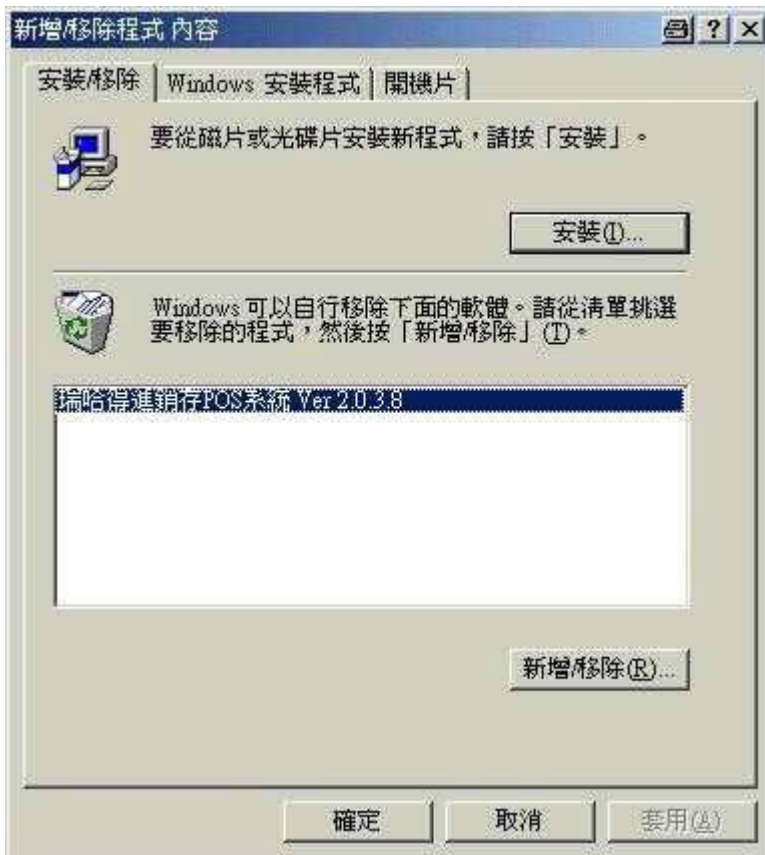 新增/移除程式 內容
安裝/移除
Windows 安裝程式
開機片
要從磁片或光碟片安裝新程式，請按「安裝」。
安裝(I)...
Windows 可以自行移除下面的軟體。請從清單挑選
要移除的程式，然後按「新增/移除」(T)。
瑞哈得進銷存POS系統 Ver 2.0.3.8
新增/移除(R)...
確定
取消
套用(A)